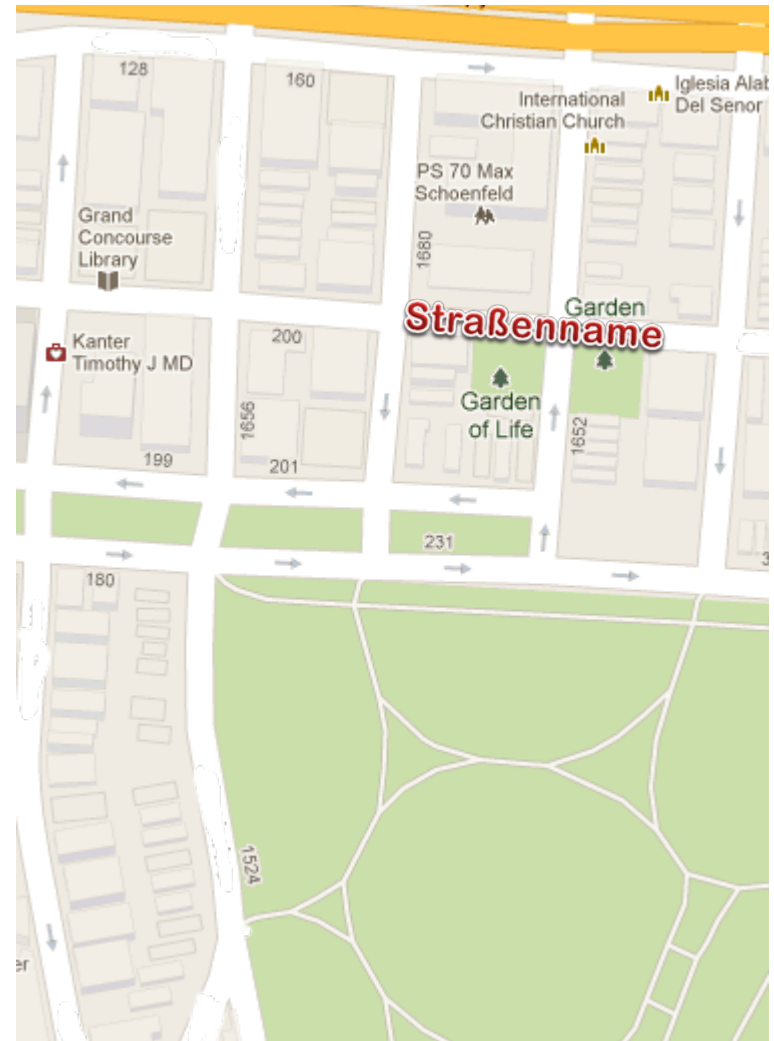 128
160
International
Christian Church
Iglesia Alab
Del Senor
PS 70 Max
Schoenfeld
Grand
Concourse
Library
1680
Garden
Straßenname
Kanter
Timothy J MD
200
Garden
of Life
1656
1652
199
201
231
3
180
1524
er